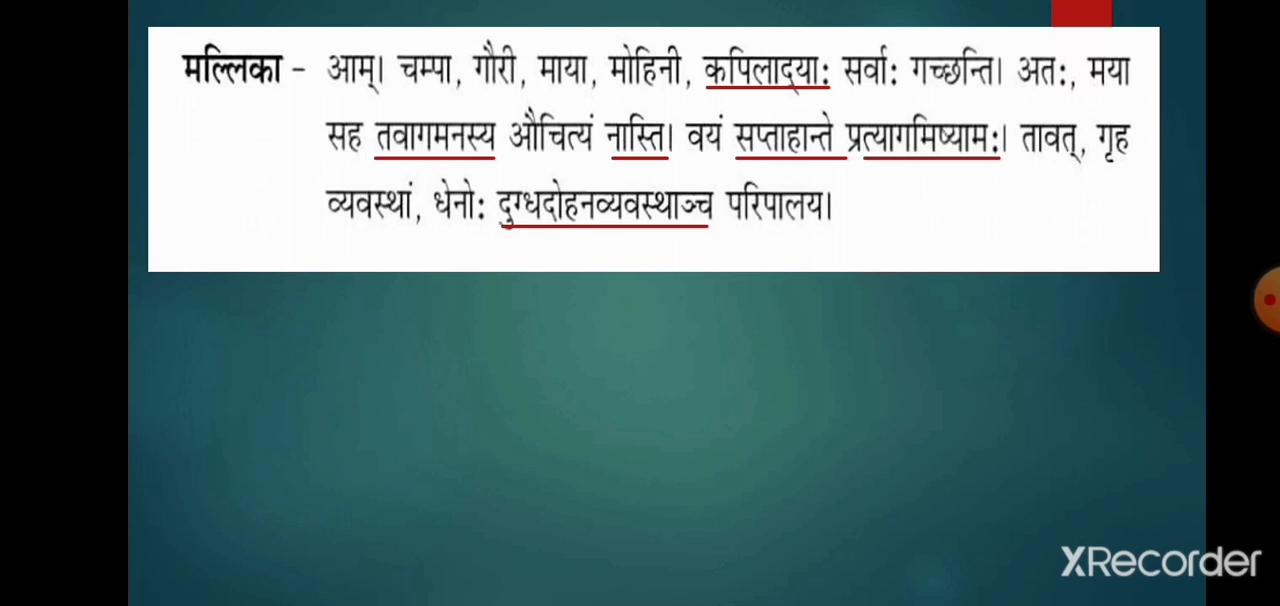 मल्लिका – आम्। चम्पा, गौरी, माया, मोहिनी, कपिलाद्याः सर्वाः गच्छन्ति। अतः, मया
सह तवागमनस्य औचित्यं नास्ति। वयं सप्ताहान्ते प्रत्यागमिष्यामः। तावत्, गृह
व्यवस्थां, धेनोः दुग्धदोहनव्यवस्थाञ्च परिपालय।
XRecorder